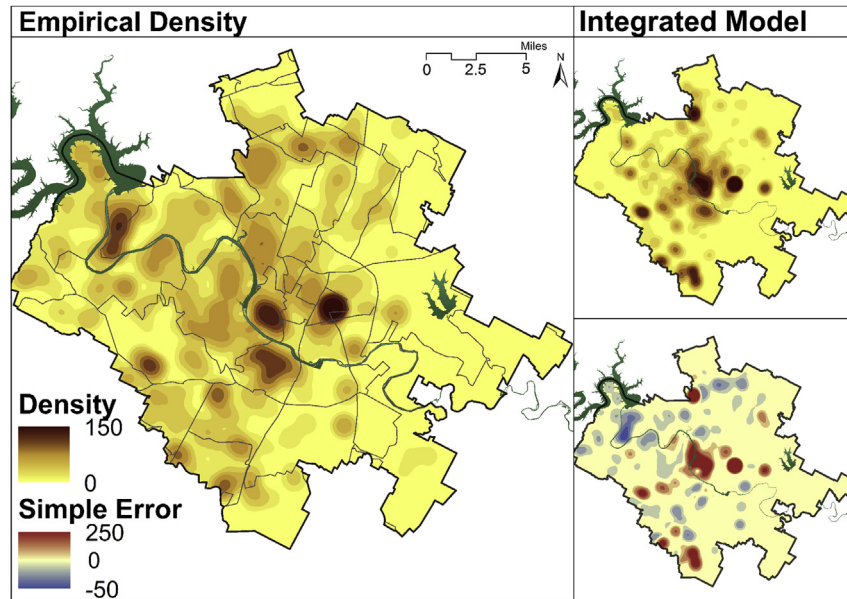 Empirical Density
Integrated Model
Miles
0 2.5 5
N
Density
150
0
Simple Error
250
0
-50